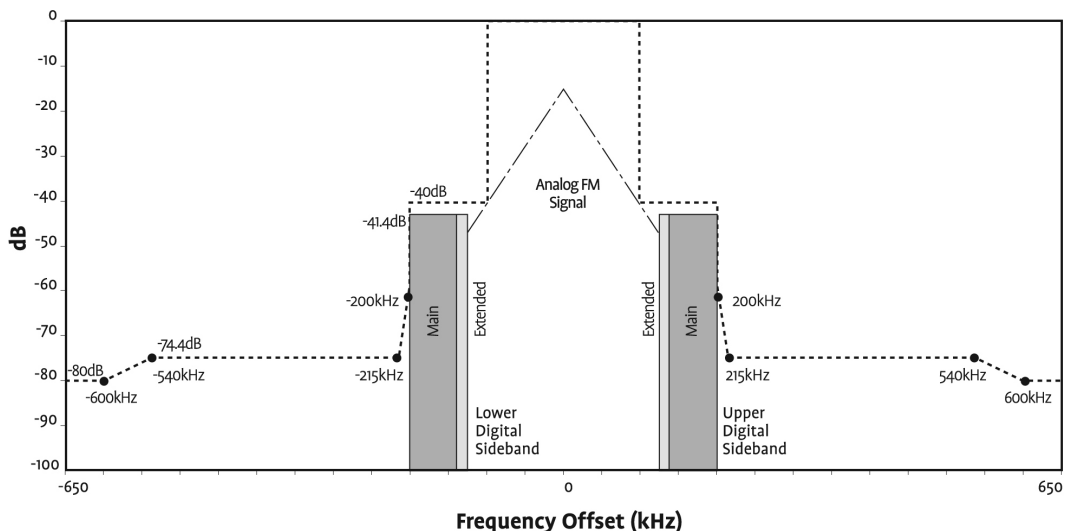 0
-10
-20
-30
-40
-50
-60
-70
-80
-90
-100
dB
-40dB
-41.4dB
Analog FM
Signal
-200kHz
200kHz
Main
Extended
Extended
Main
-74.4dB
-80dB
-540kHz
-600kHz
-215kHz
215kHz
540kHz
600kHz
Lower
Digital
Sideband
Upper
Digital
Sideband
-650
0
650
Frequency Offset (kHz)